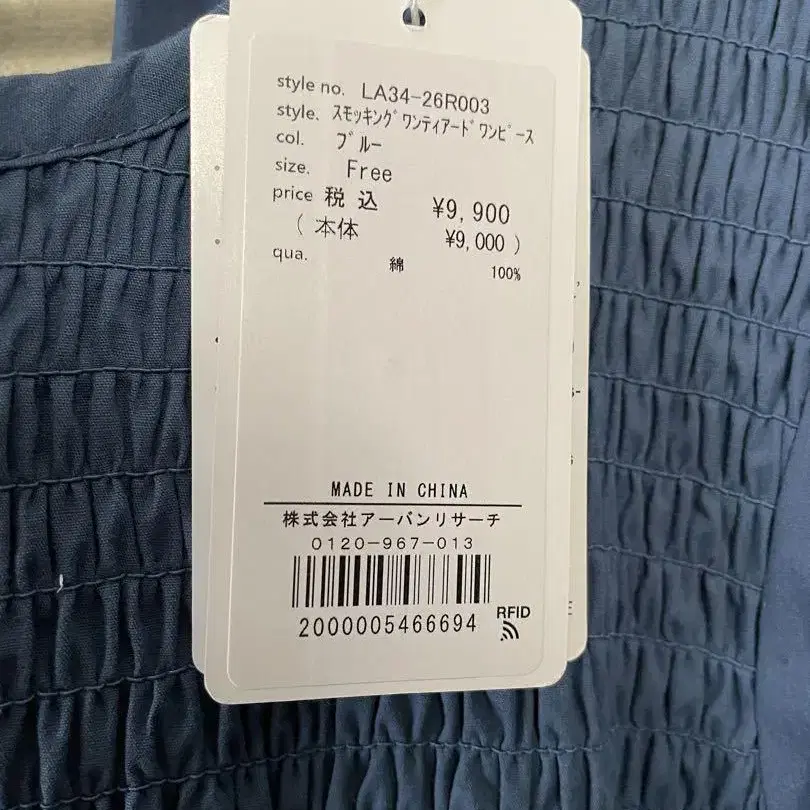 style no. LA34-26R003
style. ｽﾓｯｷﾝｸﾞﾜﾝﾃｨｱｰﾄﾞﾜﾝﾋﾟｰｽ
col. ﾌﾞﾙｰ
size. Free
price 税込 ¥9,900
( 本体 ¥9,000 )
qua. 綿 100%
MADE IN CHINA
株式会社アーバンリサーチ
0120-967-013
2000005466694
RFID